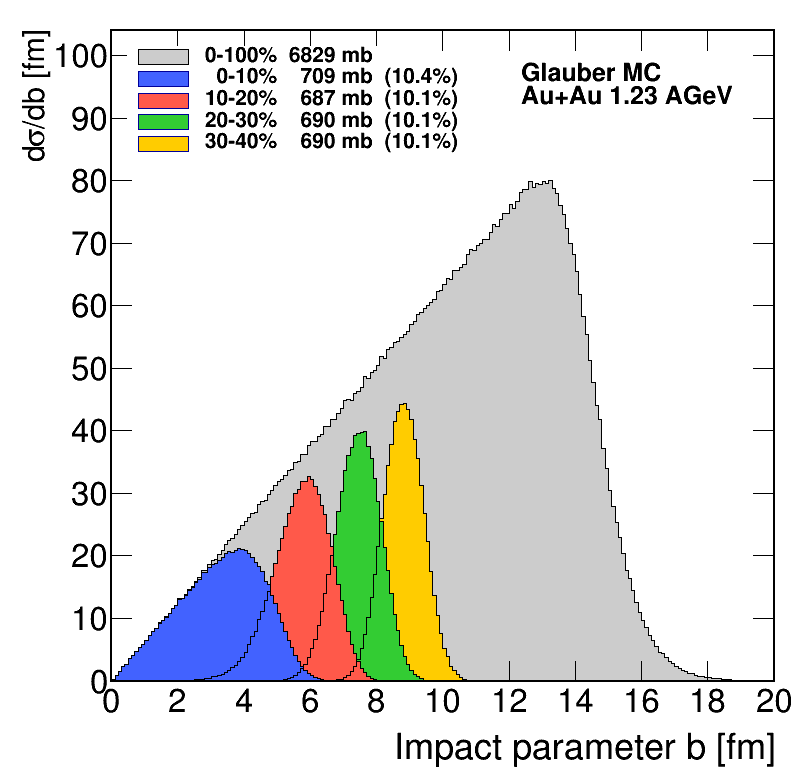 dσ/db [fm]
100
90
80
70
60
50
40
30
20
10
0
0-100% 6829 mb
0-10% 709 mb (10.4%)
10-20% 687 mb (10.1%)
20-30% 690 mb (10.1%)
30-40% 690 mb (10.1%)
Glauber MC
Au+Au 1.23 AGeV
0 2 4 6 8 10 12 14 16 18 20
Impact parameter b [fm]